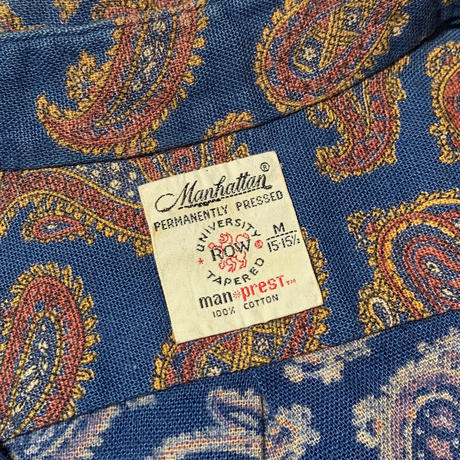 Manhattan®
PERMANENTLY PRESSED
UNIVERSITY
ROW®
TAPERED
M
15-15½
man prest™
100% COTTON